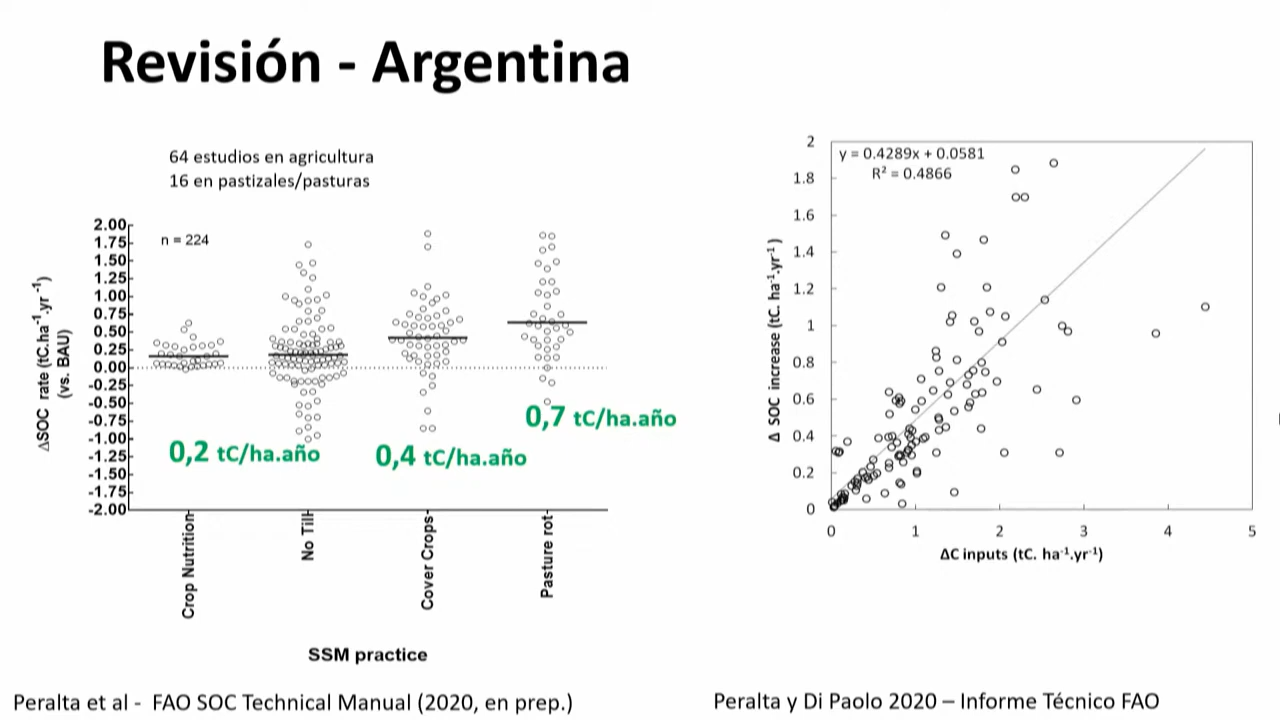 Revisión - Argentina
64 estudios en agricultura
16 en pastizales/pasturas
n = 224
2.00
1.75
1.50
1.25
1.00
0.75
0.50
0.25
0.00
-0.25
-0.50
-0.75
-1.00
-1.25
-1.50
-1.75
-2.00
ΔSOC rate (tC.ha⁻¹.yr⁻¹)
(vs. BAU)
0,2 tC/ha.año
0,4 tC/ha.año
0,7 tC/ha.año
Crop Nutrition
No Till
Cover Crops
Pasture rot
SSM practice
Peralta et al - FAO SOC Technical Manual (2020, en prep.)
y = 0.4289x + 0.0581
R² = 0.4866
2
1.8
1.6
1.4
1.2
1
0.8
0.6
0.4
0.2
0
Δ SOC increase (tC. ha⁻¹.yr⁻¹)
0 1 2 3 4 5
ΔC inputs (tC. ha⁻¹.yr⁻¹)
Peralta y Di Paolo 2020 – Informe Técnico FAO